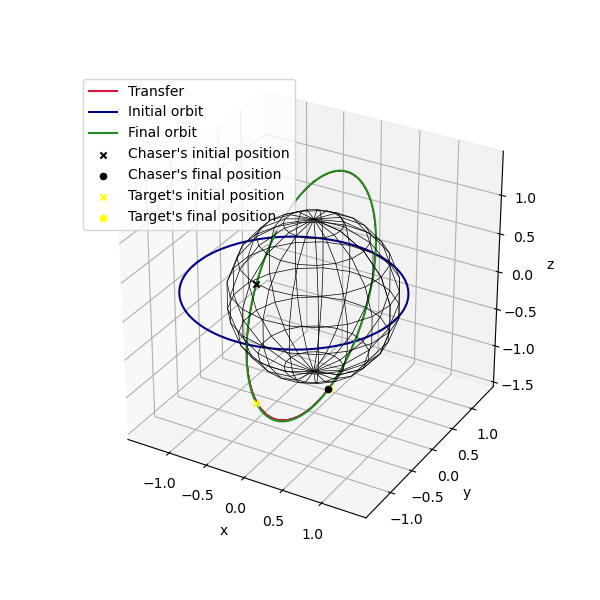 Transfer
Initial orbit
Final orbit
Chaser's initial position
Chaser's final position
Target's initial position
Target's final position
1.0
0.5
0.0
−0.5
−1.0
−1.5
z
1.0
0.5
0.0
−0.5
−1.0
y
−1.0
−0.5
0.0
0.5
1.0
x